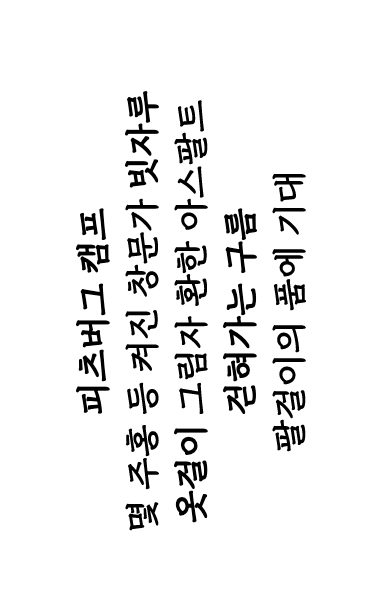 피츠버그 캠프
몇 주홍 등 켜진 창문가 빗자루
옷걸이 그림자 환한 아스팔트
걷혀가는 구름
팔걸이의 품에 기대